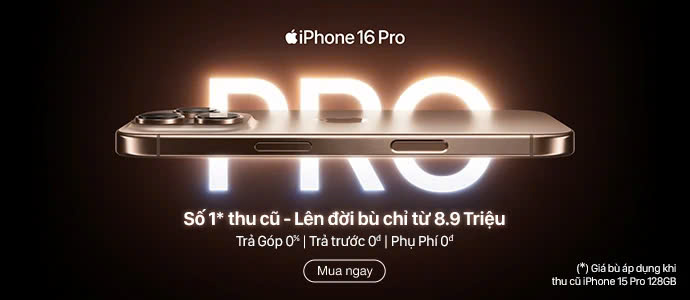 iPhone 16 Pro
PRO
Số 1* thu cũ - Lên đời bù chỉ từ 8.9 Triệu
Trả Góp 0% | Trả trước 0đ | Phụ Phí 0đ
Mua ngay
(*) Giá bù áp dụng khi
thu cũ iPhone 15 Pro 128GB